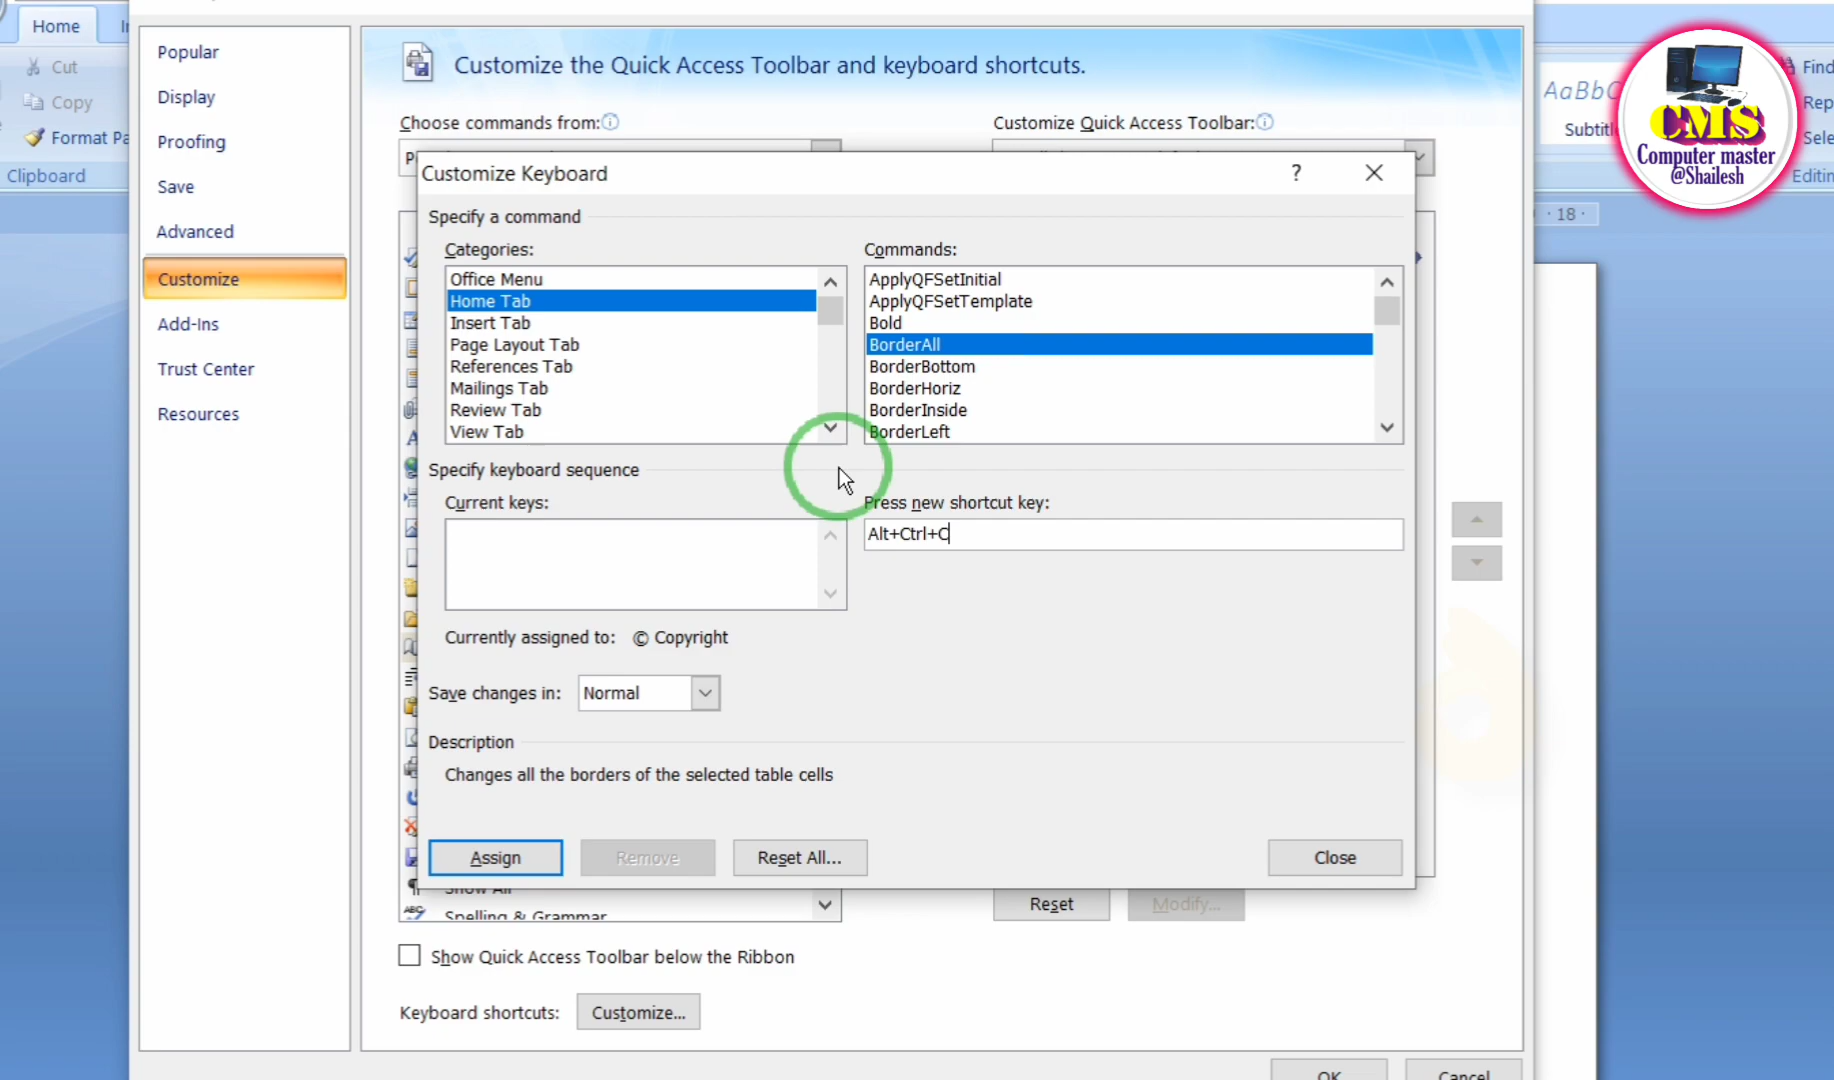 Home
Cut
Copy
Format Pa
Clipboard
Popular
Display
Proofing
Save
Advanced
Customize
Add-Ins
Trust Center
Resources
Customize the Quick Access Toolbar and keyboard shortcuts.
Choose commands from:
Customize Quick Access Toolbar:
Customize Keyboard
?
Specify a command
Categories:
Office Menu
Home Tab
Insert Tab
Page Layout Tab
References Tab
Mailings Tab
Review Tab
View Tab
Commands:
ApplyQFSetInitial
ApplyQFSetTemplate
Bold
BorderAll
BorderBottom
BorderHoriz
BorderInside
BorderLeft
Specify keyboard sequence
Current keys:
Press new shortcut key:
Alt+Ctrl+C
Currently assigned to: © Copyright
Save changes in: Normal
Description
Changes all the borders of the selected table cells
Assign
Remove
Reset All...
Close
Show All
Spelling & Grammar
Reset
Modify...
Show Quick Access Toolbar below the Ribbon
Keyboard shortcuts: Customize...
OK
Cancel
AaBbC
Subtitl
Find
Rep
Sele
Editin
18
CMS
Computer master
@Shailesh